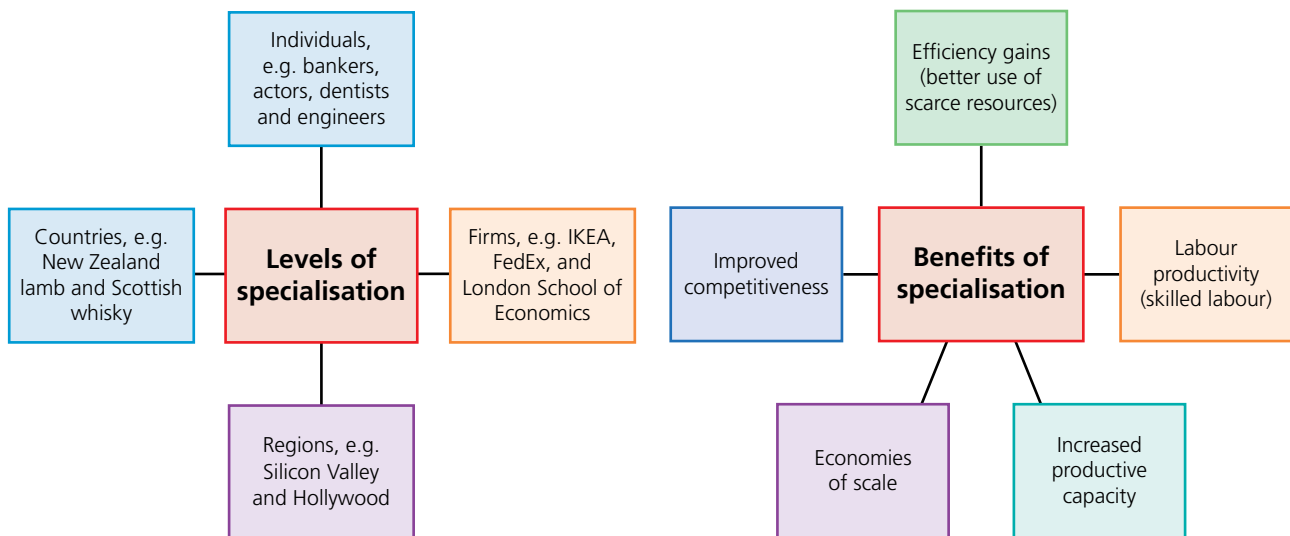 Individuals,
e.g. bankers,
actors, dentists
and engineers
Countries, e.g.
New Zealand
lamb and Scottish
whisky
Levels of
specialisation
Firms, e.g. IKEA,
FedEx, and
London School of
Economics
Regions, e.g.
Silicon Valley
and Hollywood
Efficiency gains
(better use of
scarce resources)
Improved
competitiveness
Benefits of
specialisation
Labour
productivity
(skilled labour)
Economies
of scale
Increased
productive
capacity